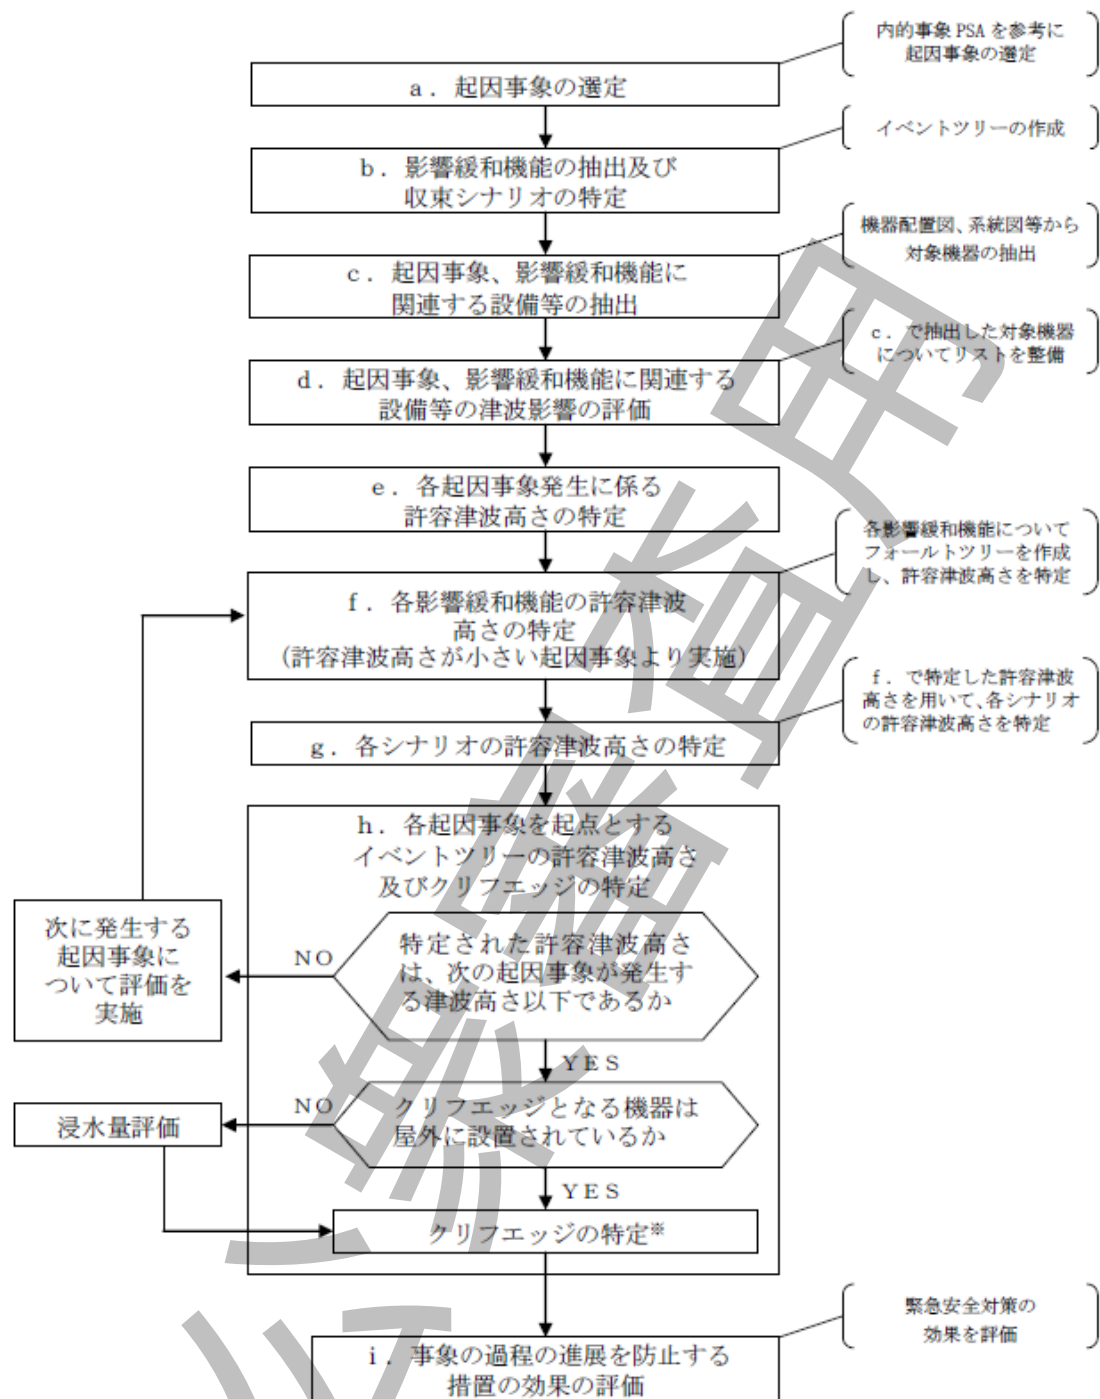 内的事象 PSA を参考に
起因事象の選定
a．起因事象の選定
イベントツリーの作成
b．影響緩和機能の抽出及び
収束シナリオの特定
機器配置図、系統図等から
対象機器の抽出
c．起因事象、影響緩和機能に
関連する設備等の抽出
c．で抽出した対象機器
についてリストを整備
d．起因事象、影響緩和機能に関連する
設備等の津波影響の評価
e．各起因事象発生に係る
許容津波高さの特定
各影響緩和機能について
フォールトツリーを作成
し、許容津波高さを特定
f．各影響緩和機能の許容津波
高さの特定
(許容津波高さが小さい起因事象より実施)
f．で特定した許容津波
高さを用いて、各シナリオ
の許容津波高さを特定
g．各シナリオの許容津波高さの特定
h．各起因事象を起点とする
イベントツリーの許容津波高さ
及びクリフエッジの特定
次に発生する
起因事象に
ついて評価を
実施
NO
特定された許容津波高さ
は、次の起因事象が発生す
る津波高さ以下であるか
YES
浸水量評価
NO
クリフエッジとなる機器は
屋外に設置されているか
YES
クリフエッジの特定※
緊急安全対策の
効果を評価
i．事象の過程の進展を防止する
措置の効果の評価